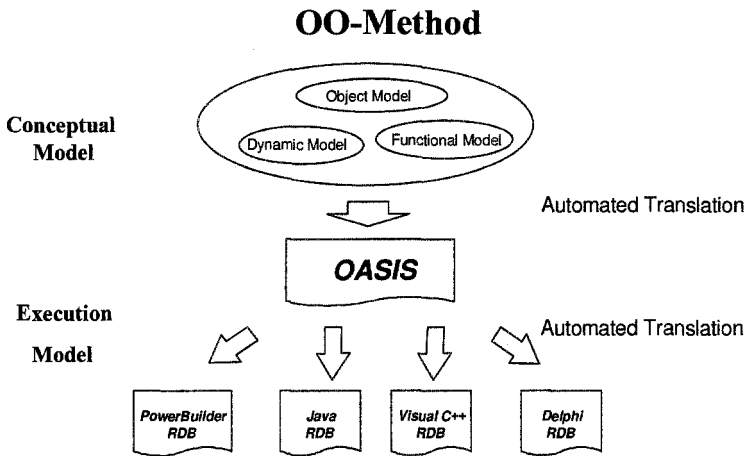 OO-Method
Object Model
Conceptual
Model
Dynamic Model
Functional Model
Automated Translation
OASIS
Execution
Model
Automated Translation
PowerBuilder
RDB
Java
RDB
Visual C++
RDB
Delphi
RDB